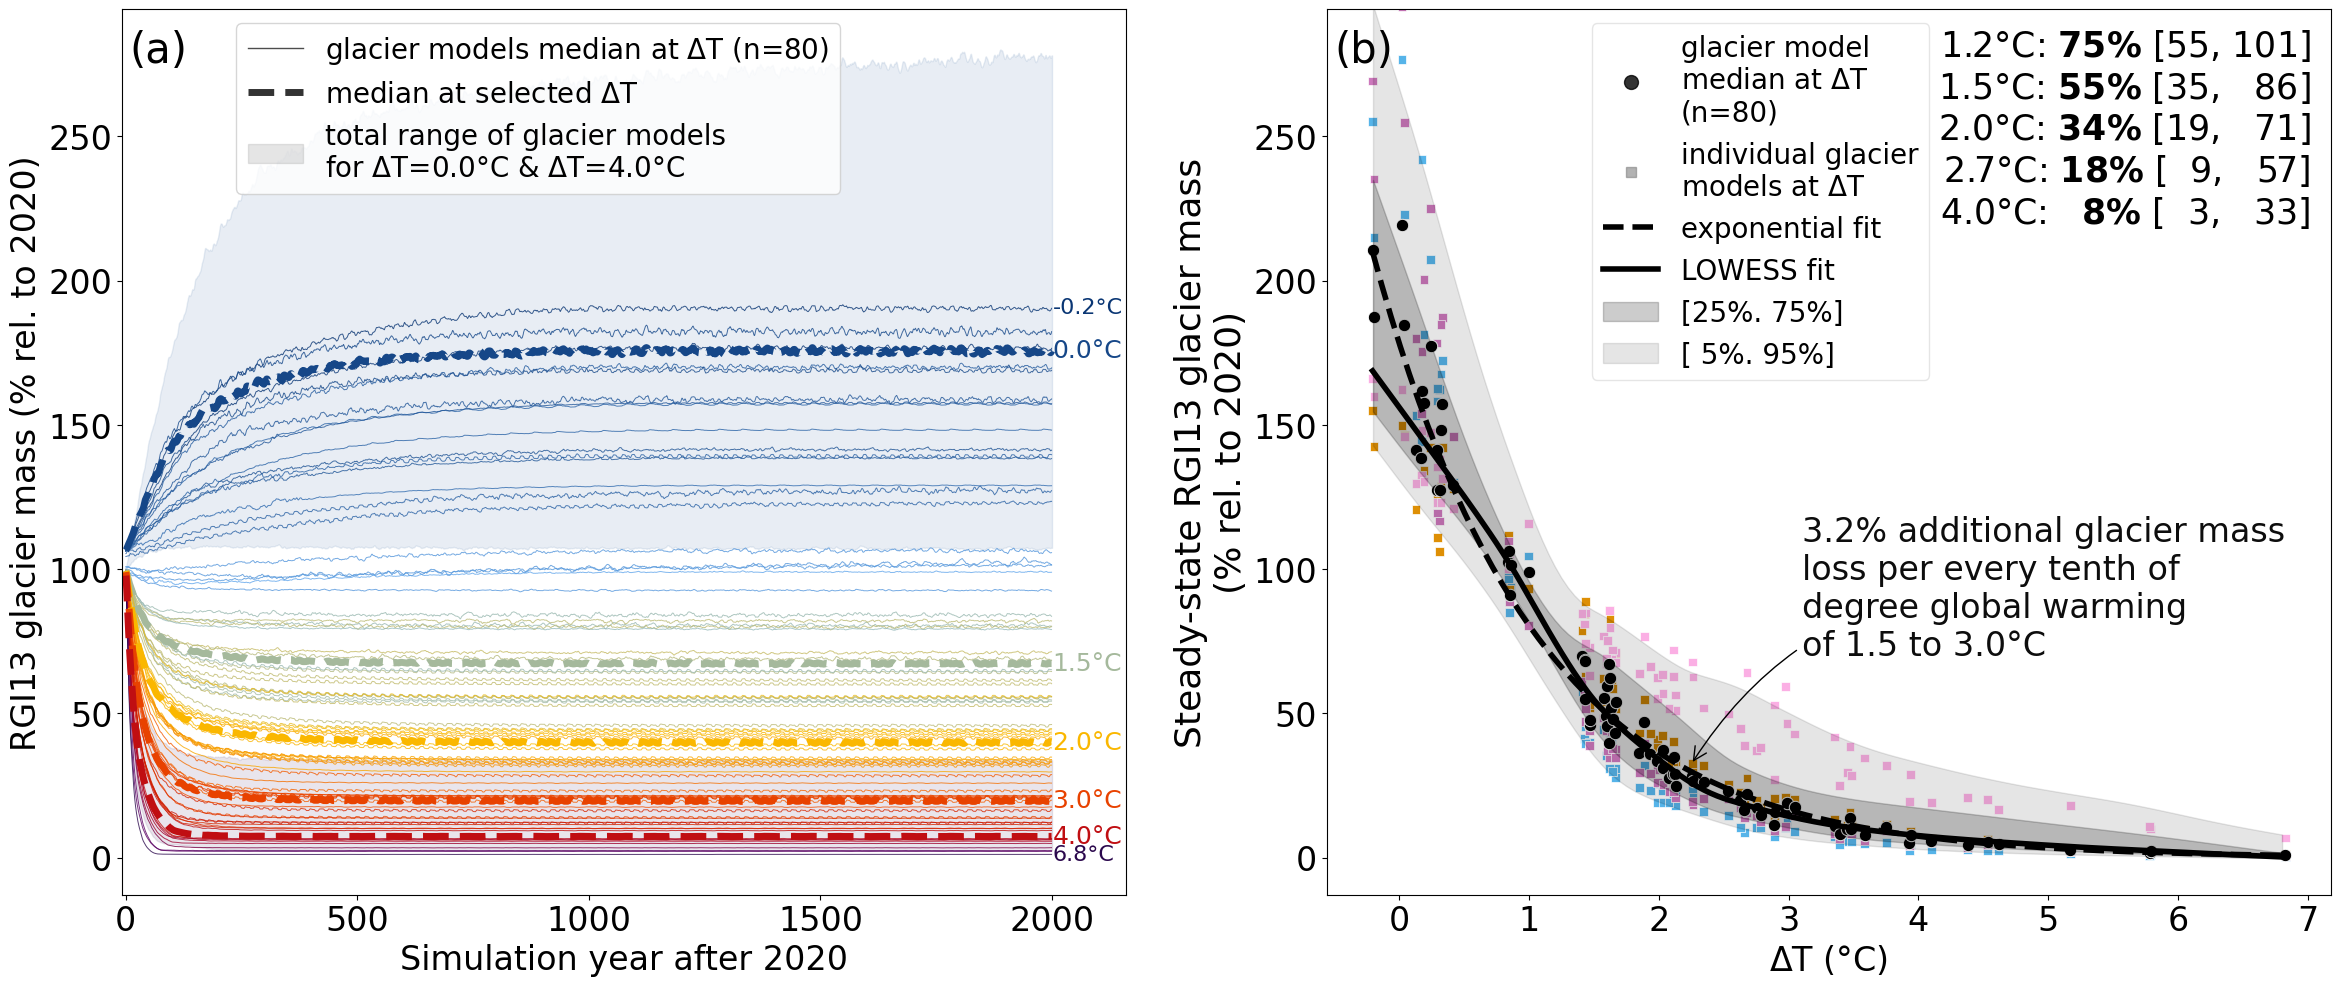 (a)
glacier models median at ΔT (n=80)
median at selected ΔT
total range of glacier models
for ΔT=0.0°C & ΔT=4.0°C
RGI13 glacier mass (% rel. to 2020)
250
200
150
100
50
0
-0.2°C
0.0°C
1.5°C
2.0°C
3.0°C
4.0°C
6.8°C
0
500
1000
1500
2000
Simulation year after 2020
(b)
glacier model
median at ΔT
(n=80)
individual glacier
models at ΔT
exponential fit
LOWESS fit
[25%. 75%]
[ 5%. 95%]
1.2°C: 75% [55, 101]
1.5°C: 55% [35, 86]
2.0°C: 34% [19, 71]
2.7°C: 18% [ 9, 57]
4.0°C: 8% [ 3, 33]
Steady-state RGI13 glacier mass
(% rel. to 2020)
250
200
150
100
50
0
3.2% additional glacier mass
loss per every tenth of
degree global warming
of 1.5 to 3.0°C
0
1
2
3
4
5
6
7
ΔT (°C)